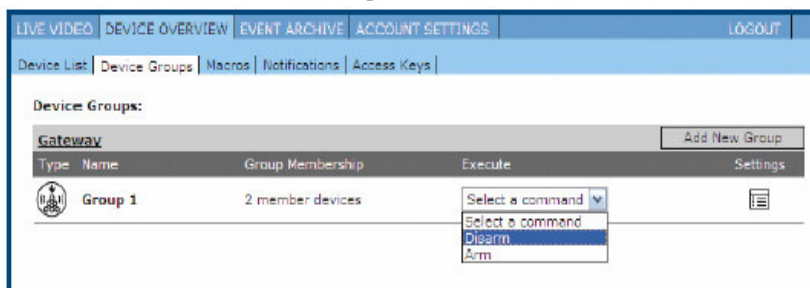 LIVE VIDEO DEVICE OVERVIEW EVENT ARCHIVE ACCOUNT SETTINGS LOGOUT
Device List Device Groups Macros Notifications Access Keys
Device Groups:
Gateway Add New Group
Type Name Group Membership Execute Settings
Group 1 2 member devices Select a command
Select a command
Disarm
Arm